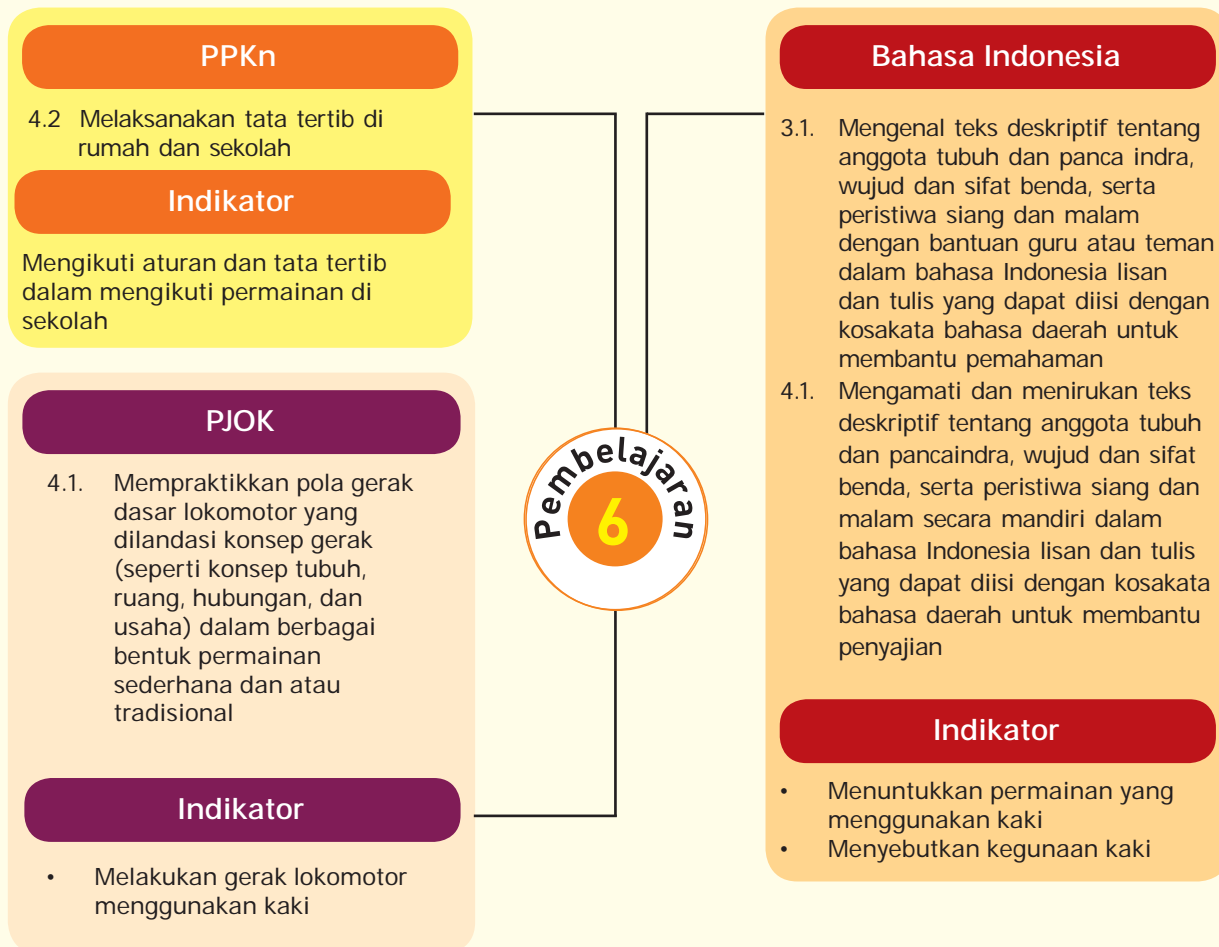 PPKn
4.2 Melaksanakan tata tertib di
rumah dan sekolah
Indikator
Mengikuti aturan dan tata tertib
dalam mengikuti permainan di
sekolah
PJOK
4.1. Mempraktikkan pola gerak
dasar lokomotor yang
dilandasi konsep gerak
(seperti konsep tubuh,
ruang, hubungan, dan
usaha) dalam berbagai
bentuk permainan
sederhana dan atau
tradisional
Indikator
• Melakukan gerak lokomotor
menggunakan kaki
Pembelajaran
6
Bahasa Indonesia
3.1. Mengenal teks deskriptif tentang
anggota tubuh dan panca indra,
wujud dan sifat benda, serta
peristiwa siang dan malam
dengan bantuan guru atau teman
dalam bahasa Indonesia lisan
dan tulis yang dapat diisi dengan
kosakata bahasa daerah untuk
membantu pemahaman
4.1. Mengamati dan menirukan teks
deskriptif tentang anggota tubuh
dan pancaindra, wujud dan sifat
benda, serta peristiwa siang dan
malam secara mandiri dalam
bahasa Indonesia lisan dan tulis
yang dapat diisi dengan kosakata
bahasa daerah untuk membantu
penyajian
Indikator
• Menuntukkan permainan yang
menggunakan kaki
• Menyebutkan kegunaan kaki